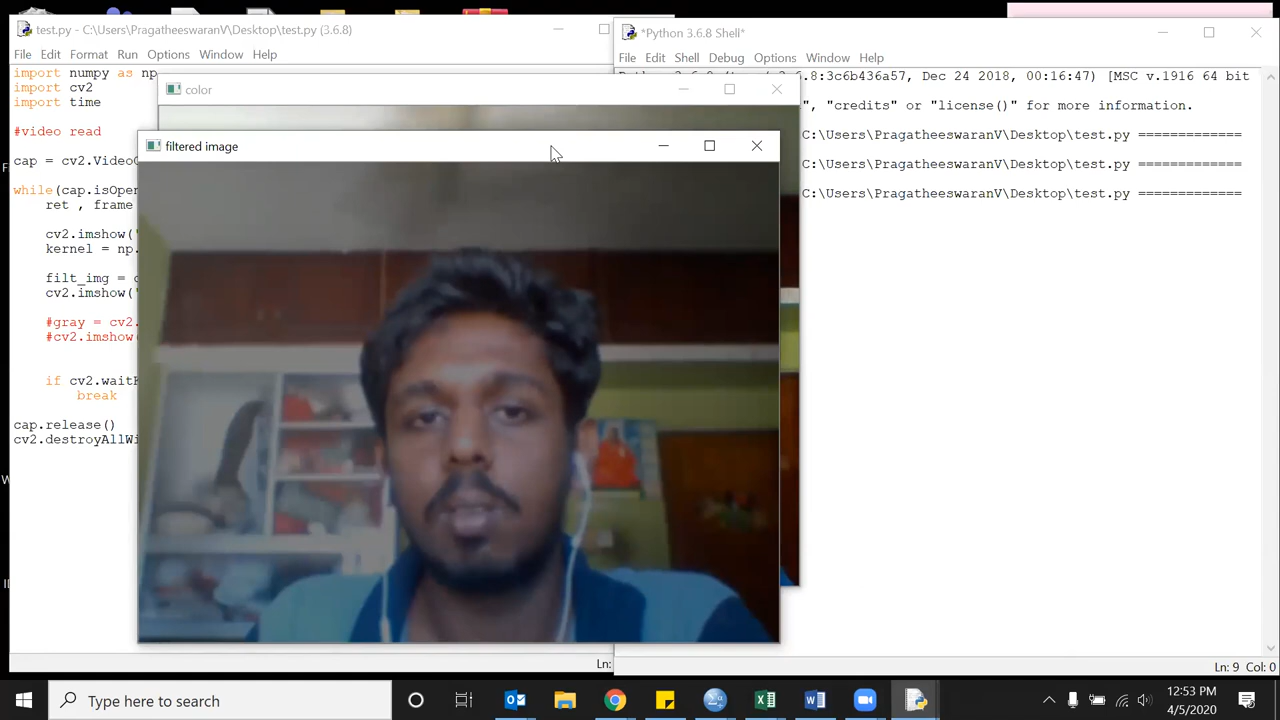 test.py - C:\Users\PragatheeswaranV\Desktop\test.py (3.6.8)
File Edit Format Run Options Window Help
import numpy as np
import cv2
import time
#video read
cap = cv2.Video
while(cap.isOpen
ret , frame
cv2.imshow('
kernel = np.
filt_img =
cv2.imshow('
#gray = cv2.
#cv2.imshow(
if cv2.wait
break
cap.release()
cv2.destroyAllWi
Ln:
color
filtered image
*Python 3.6.8 Shell*
File Edit Shell Debug Options Window Help
6.8:3c6b436a57, Dec 24 2018, 00:16:47) [MSC v.1916 64 bit
", "credits" or "license()" for more information.
C:\Users\PragatheeswaranV\Desktop\test.py =============
C:\Users\PragatheeswaranV\Desktop\test.py =============
C:\Users\PragatheeswaranV\Desktop\test.py =============
Ln: 9 Col: 0
Type here to search
12:53 PM
4/5/2020